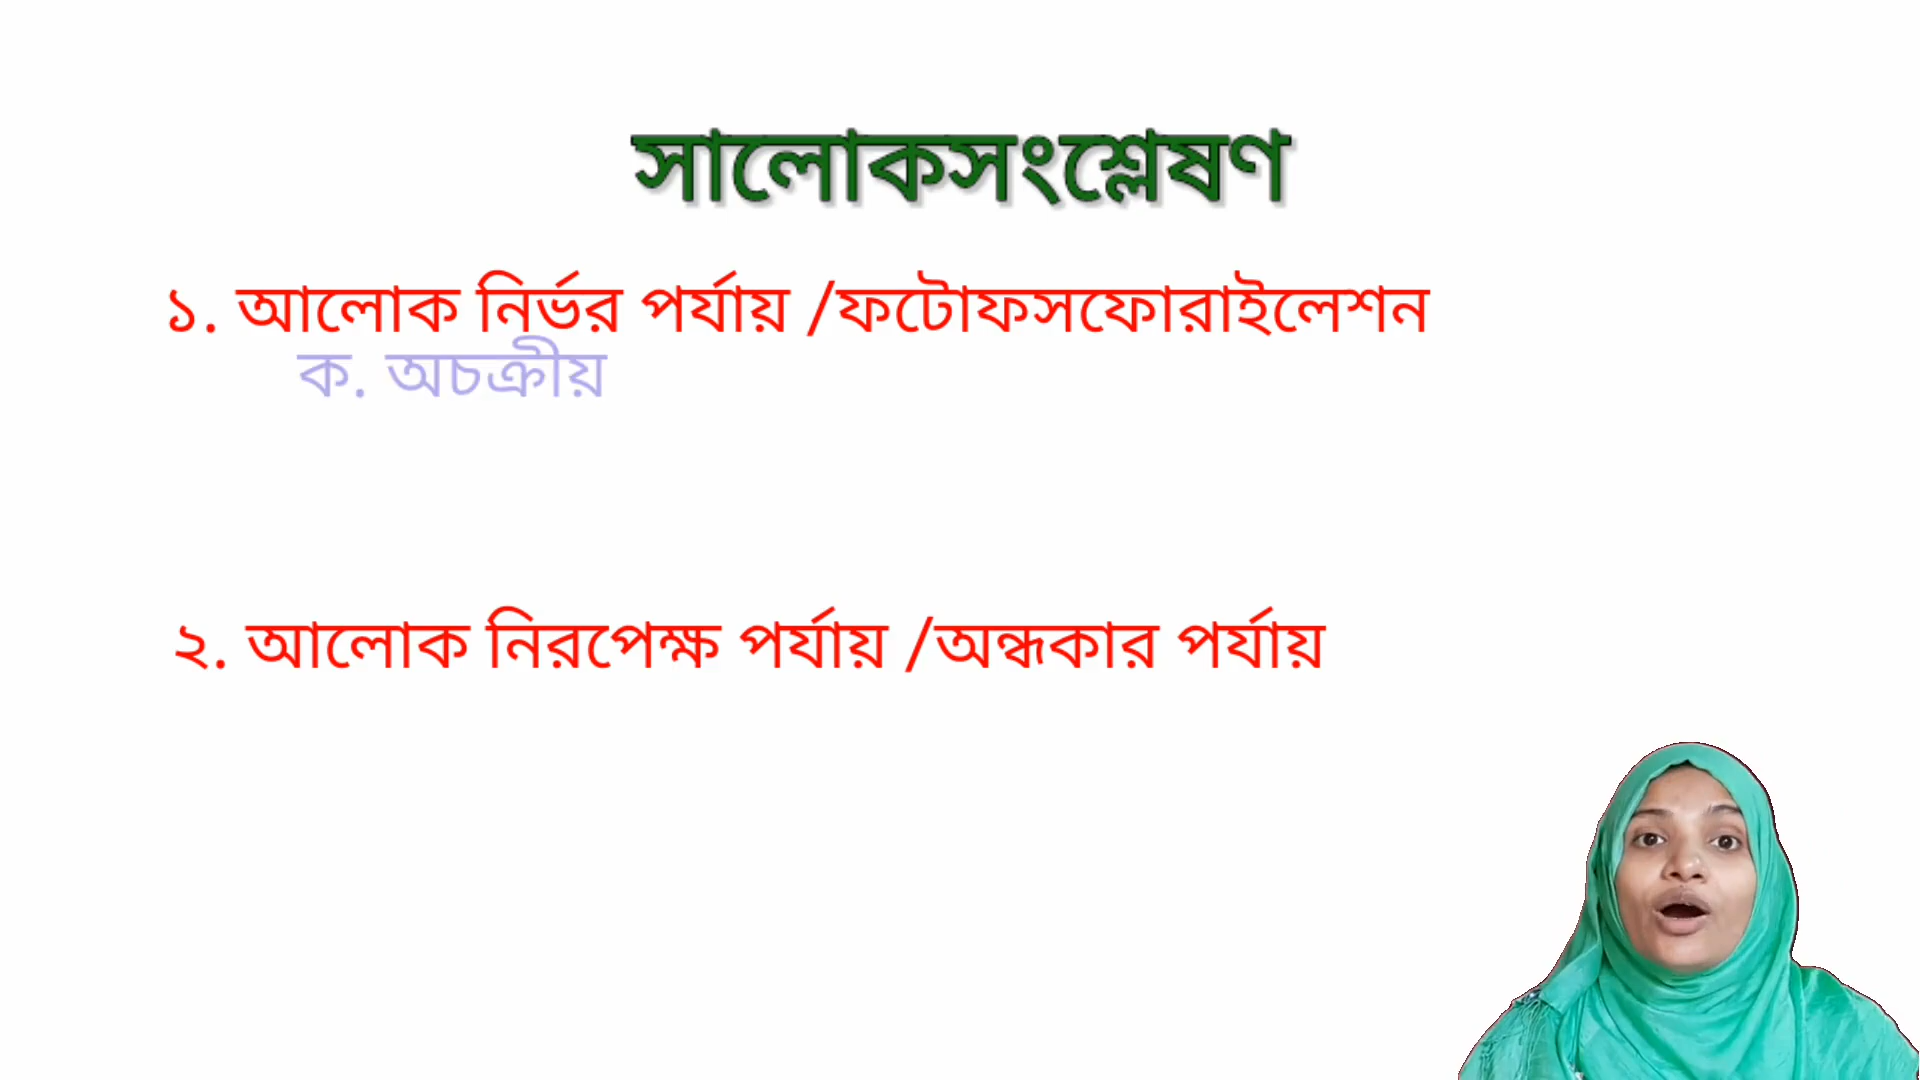 সালোকসংশ্লেষণ
১. আলোক নির্ভর পর্যায় /ফটোফসফোরাইলেশন
ক. অচক্রীয়
২. আলোক নিরপেক্ষ পর্যায় /অন্ধকার পর্যায়